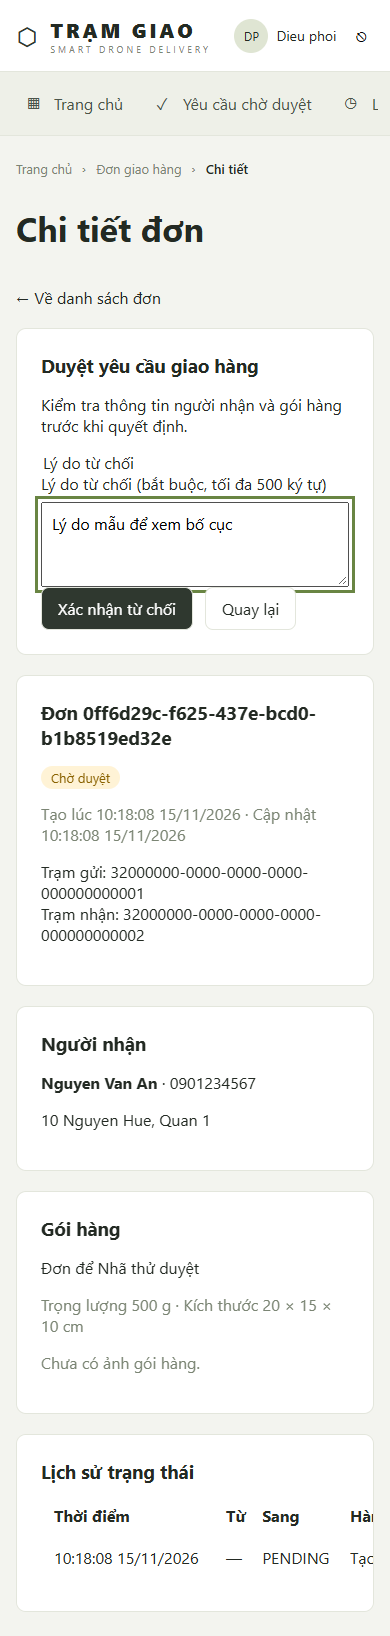 TRẠM GIAO
SMART DRONE DELIVERY
DP
Dieu phoi
Trang chủ
Yêu cầu chờ duyệt
L
Trang chủ › Đơn giao hàng › Chi tiết
Chi tiết đơn
← Về danh sách đơn
Duyệt yêu cầu giao hàng
Kiểm tra thông tin người nhận và gói hàng
trước khi quyết định.
Lý do từ chối
Lý do từ chối (bắt buộc, tối đa 500 ký tự)
Lý do mẫu để xem bố cục
Xác nhận từ chối
Quay lại
Đơn 0ff6d29c-f625-437e-bcd0-
b1b8519ed32e
Chờ duyệt
Tạo lúc 10:18:08 15/11/2026 · Cập nhật
10:18:08 15/11/2026
Trạm gửi: 32000000-0000-0000-0000-
000000000001
Trạm nhận: 32000000-0000-0000-0000-
000000000002
Người nhận
Nguyen Van An · 0901234567
10 Nguyen Hue, Quan 1
Gói hàng
Đơn để Nhã thử duyệt
Trọng lượng 500 g · Kích thước 20 × 15 ×
10 cm
Chưa có ảnh gói hàng.
Lịch sử trạng thái
Thời điểm Từ Sang Hàn
10:18:08 15/11/2026 — PENDING Tạo